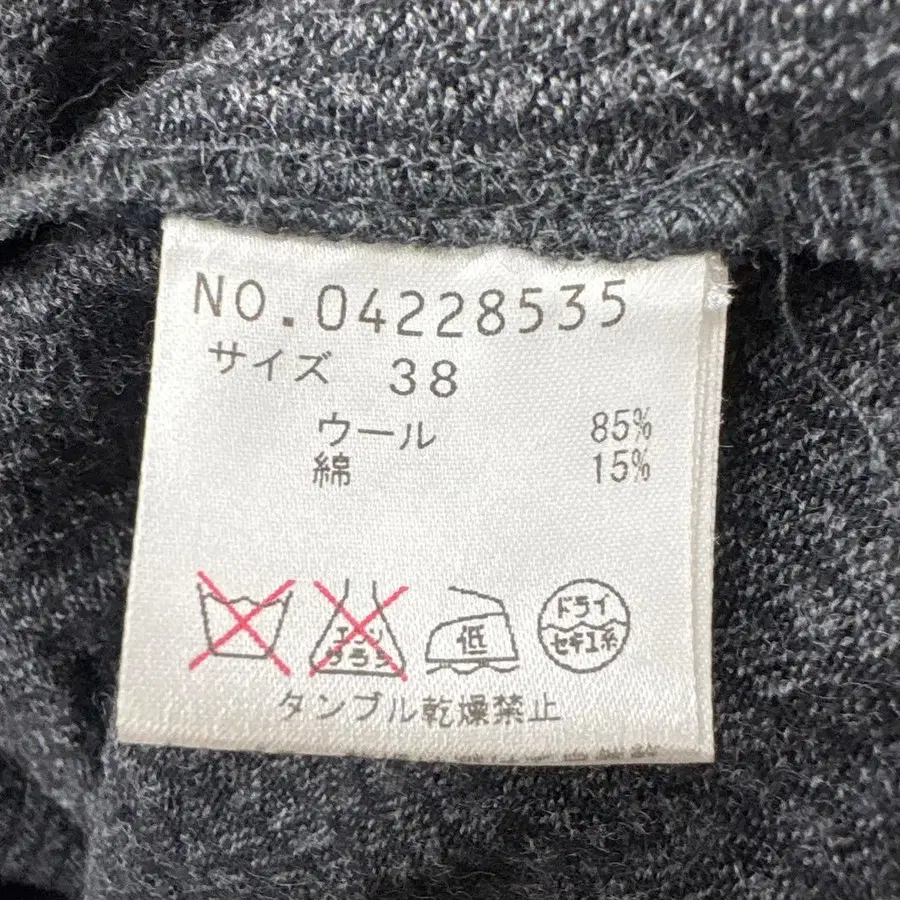 NO.04228535
サイズ 38
ウール 85%
綿 15%
エンソ
サラシ
低
ドライ
セキユ系
タンブル乾燥禁止